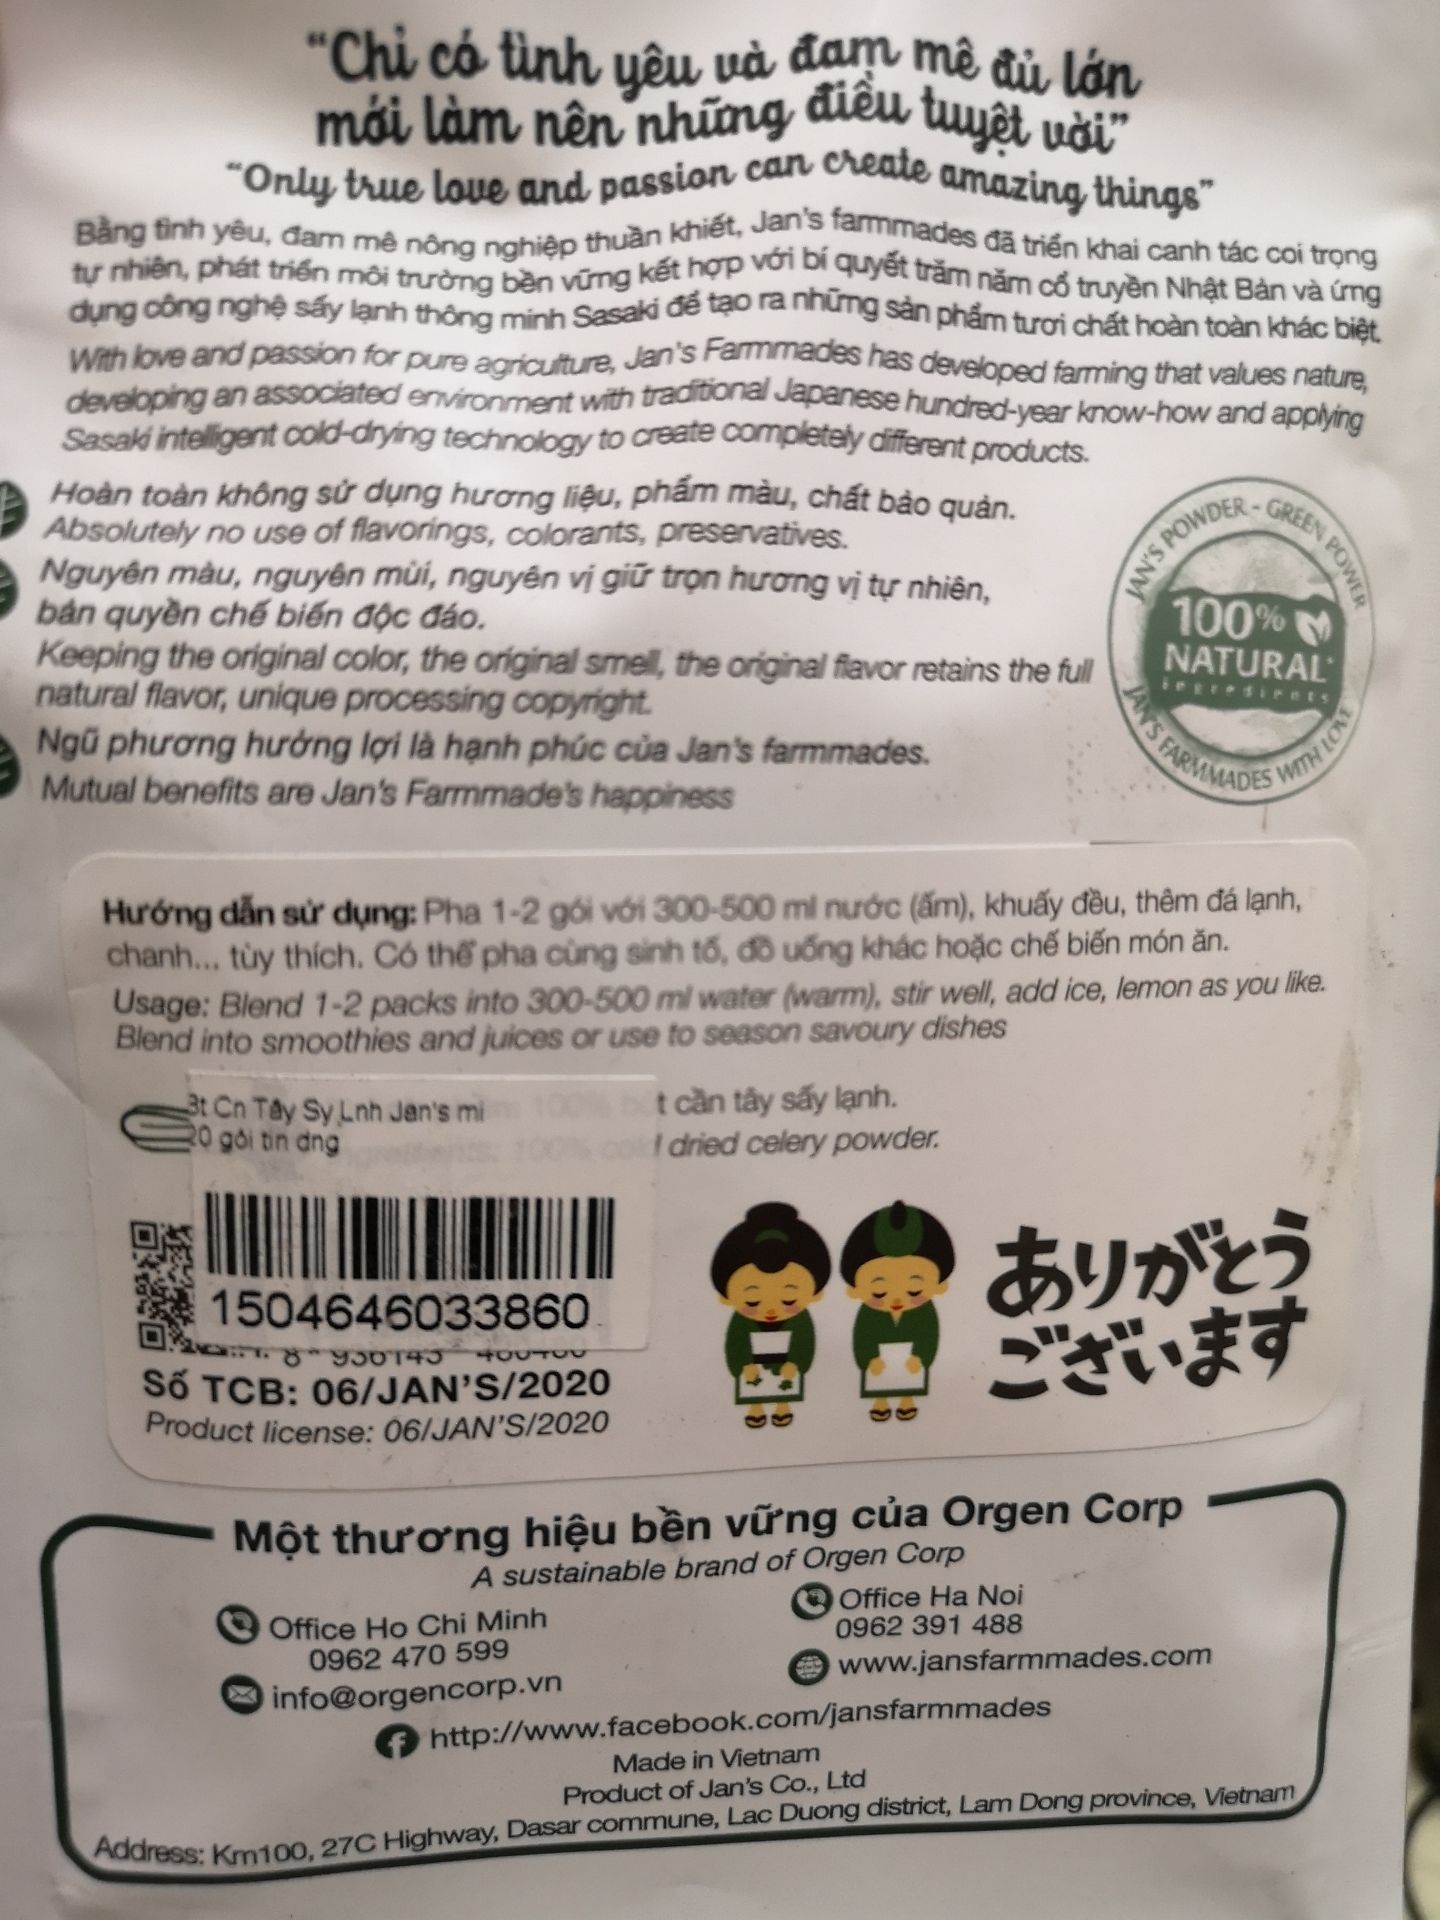 “Chỉ có tình yêu và đam mê đủ lớn
mới làm nên những điều tuyệt vời”
“Only true love and passion can create amazing things”
Bằng tình yêu, đam mê nông nghiệp thuần khiết, Jan's farmmades đã triển khai canh tác coi trọng
tự nhiên, phát triển môi trường bền vững kết hợp với bí quyết trăm năm cổ truyền Nhật Bản và ứng
dụng công nghệ sấy lạnh thông minh Sasaki để tạo ra những sản phẩm tươi chất hoàn toàn khác biệt.
With love and passion for pure agriculture, Jan's Farmmades has developed farming that values nature,
developing an associated environment with traditional Japanese hundred-year know-how and applying
Sasaki intelligent cold-drying technology to create completely different products.
Hoàn toàn không sử dụng hương liệu, phẩm màu, chất bảo quản.
Absolutely no use of flavorings, colorants, preservatives.
Nguyên màu, nguyên mùi, nguyên vị giữ trọn hương vị tự nhiên,
bản quyền chế biến độc đáo.
Keeping the original color, the original smell, the original flavor retains the full
natural flavor, unique processing copyright.
Ngũ phương hưởng lợi là hạnh phúc của Jan's farmmades.
Mutual benefits are Jan's Farmmade's happiness
JAN'S POWDER - GREEN POWER
100%
NATURAL
ingredients
JAN'S FARMMADES WITH LOVE
Hướng dẫn sử dụng: Pha 1-2 gói với 300-500 ml nước (ấm), khuấy đều, thêm đá lạnh,
chanh... tùy thích. Có thể pha cùng sinh tố, đồ uống khác hoặc chế biến món ăn.
Usage: Blend 1-2 packs into 300-500 ml water (warm), stir well, add ice, lemon as you like.
Blend into smoothies and juices or use to season savoury dishes
Bt Cn Tây Sy Lnh Jan's mi
20 gói tin dng
t cần tây sấy lạnh.
dried celery powder.
1504646033860
Số TCB: 06/JAN'S/2020
Product license: 06/JAN'S/2020
ありがとう
ございます
Một thương hiệu bền vững của Orgen Corp
A sustainable brand of Orgen Corp
Office Ho Chi Minh
0962 470 599
Office Ha Noi
0962 391 488
info@orgencorp.vn
www.jansfarmmades.com
http://www.facebook.com/jansfarmmades
Made in Vietnam
Product of Jan's Co., Ltd
Address: Km100, 27C Highway, Dasar commune, Lac Duong district, Lam Dong province, Vietnam